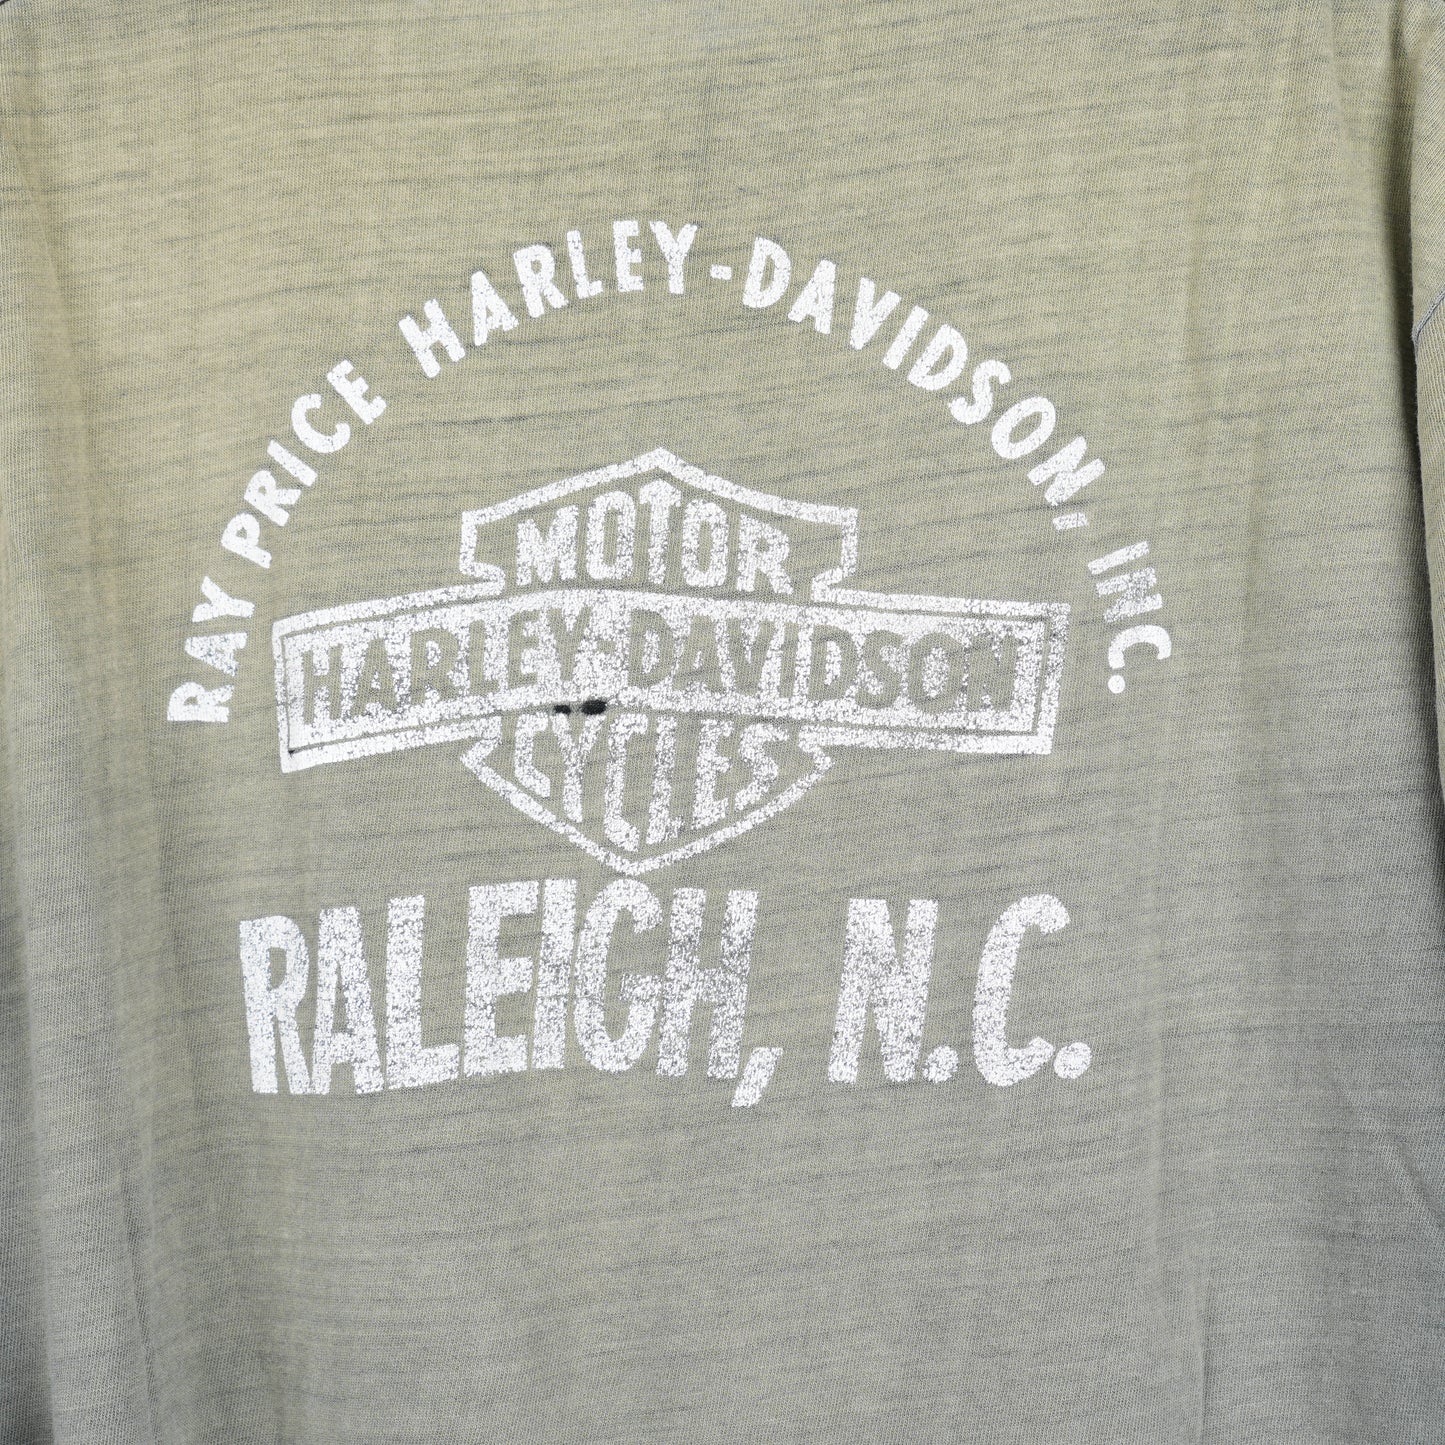 RAY PRICE HARLEY-DAVIDSON, INC.
MOTOR
HARLEY-DAVIDSON
CYCLES
RALEIGH, N.C.